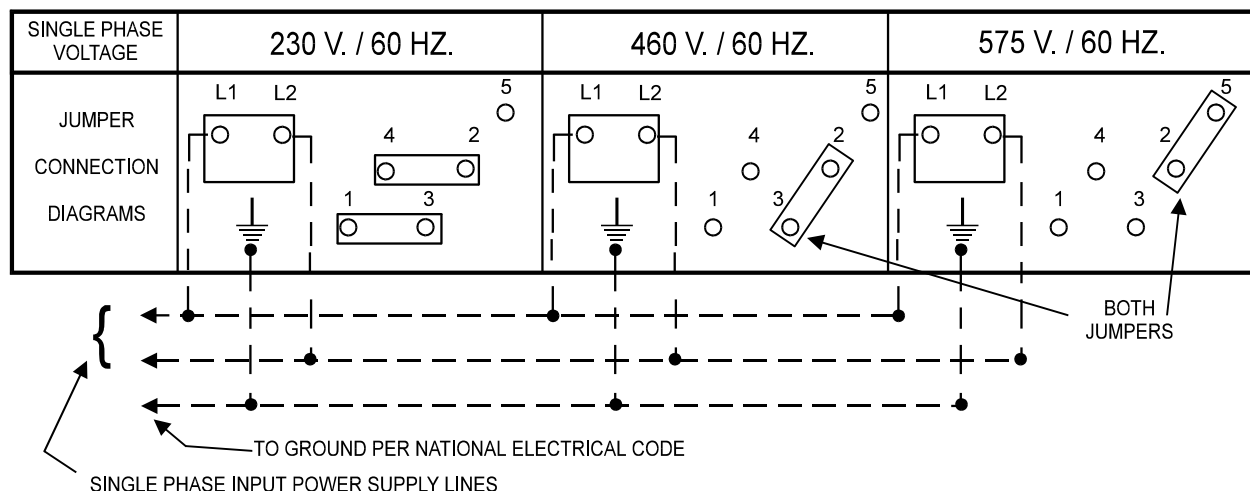 SINGLE PHASE
VOLTAGE
230 V. / 60 HZ.
460 V. / 60 HZ.
575 V. / 60 HZ.
JUMPER
CONNECTION
DIAGRAMS
L1 L2
5
4 2
1 3
L1 L2
5
4 2
1 3
L1 L2
5
4 2
1 3
BOTH
JUMPERS
{
TO GROUND PER NATIONAL ELECTRICAL CODE
SINGLE PHASE INPUT POWER SUPPLY LINES